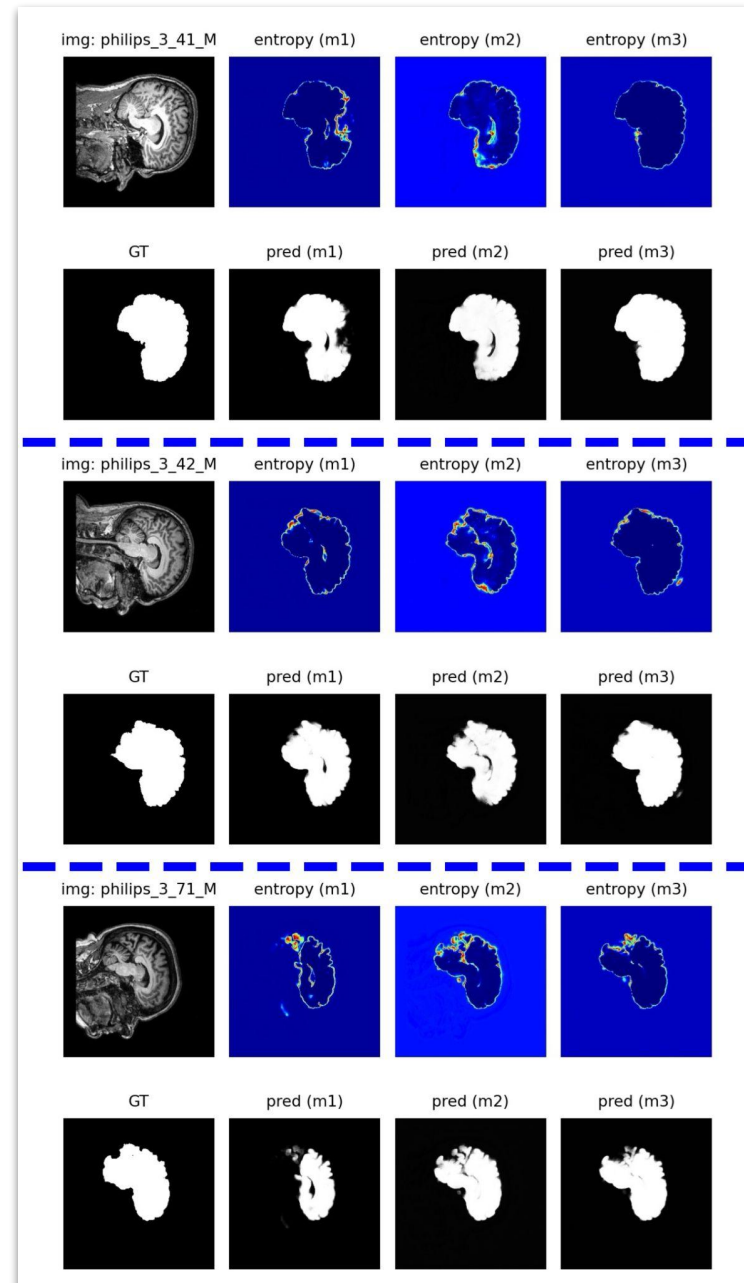 img: philips_3_41_M entropy (m1) entropy (m2) entropy (m3)
GT pred (m1) pred (m2) pred (m3)
img: philips_3_42_M entropy (m1) entropy (m2) entropy (m3)
GT pred (m1) pred (m2) pred (m3)
img: philips_3_71_M entropy (m1) entropy (m2) entropy (m3)
GT pred (m1) pred (m2) pred (m3)